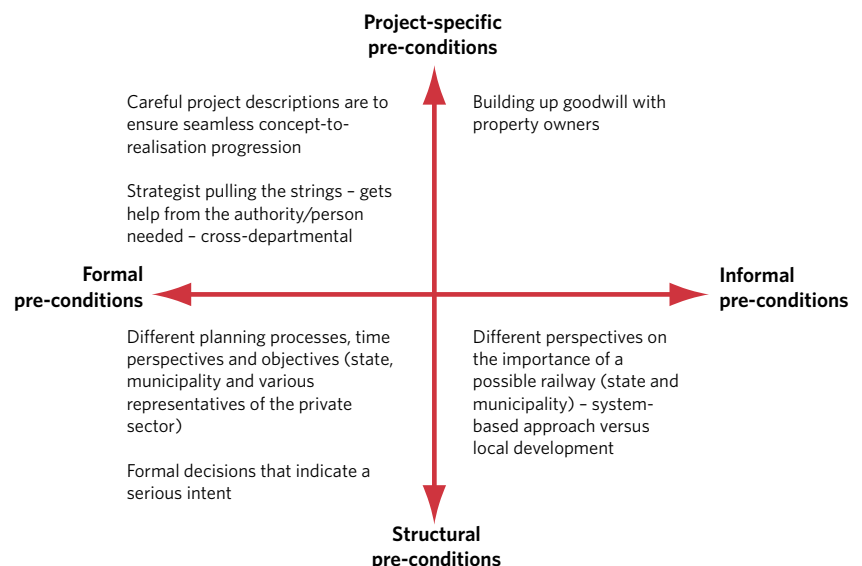 Project-specific
pre-conditions
Careful project descriptions are to
ensure seamless concept-to-
realisation progression
Strategist pulling the strings – gets
help from the authority/person
needed – cross-departmental
Building up goodwill with
property owners
Formal
pre-conditions
Informal
pre-conditions
Different planning processes, time
perspectives and objectives (state,
municipality and various
representatives of the private
sector)
Formal decisions that indicate a
serious intent
Different perspectives on
the importance of a
possible railway (state and
municipality) – system-
based approach versus
local development
Structural
pre-conditions